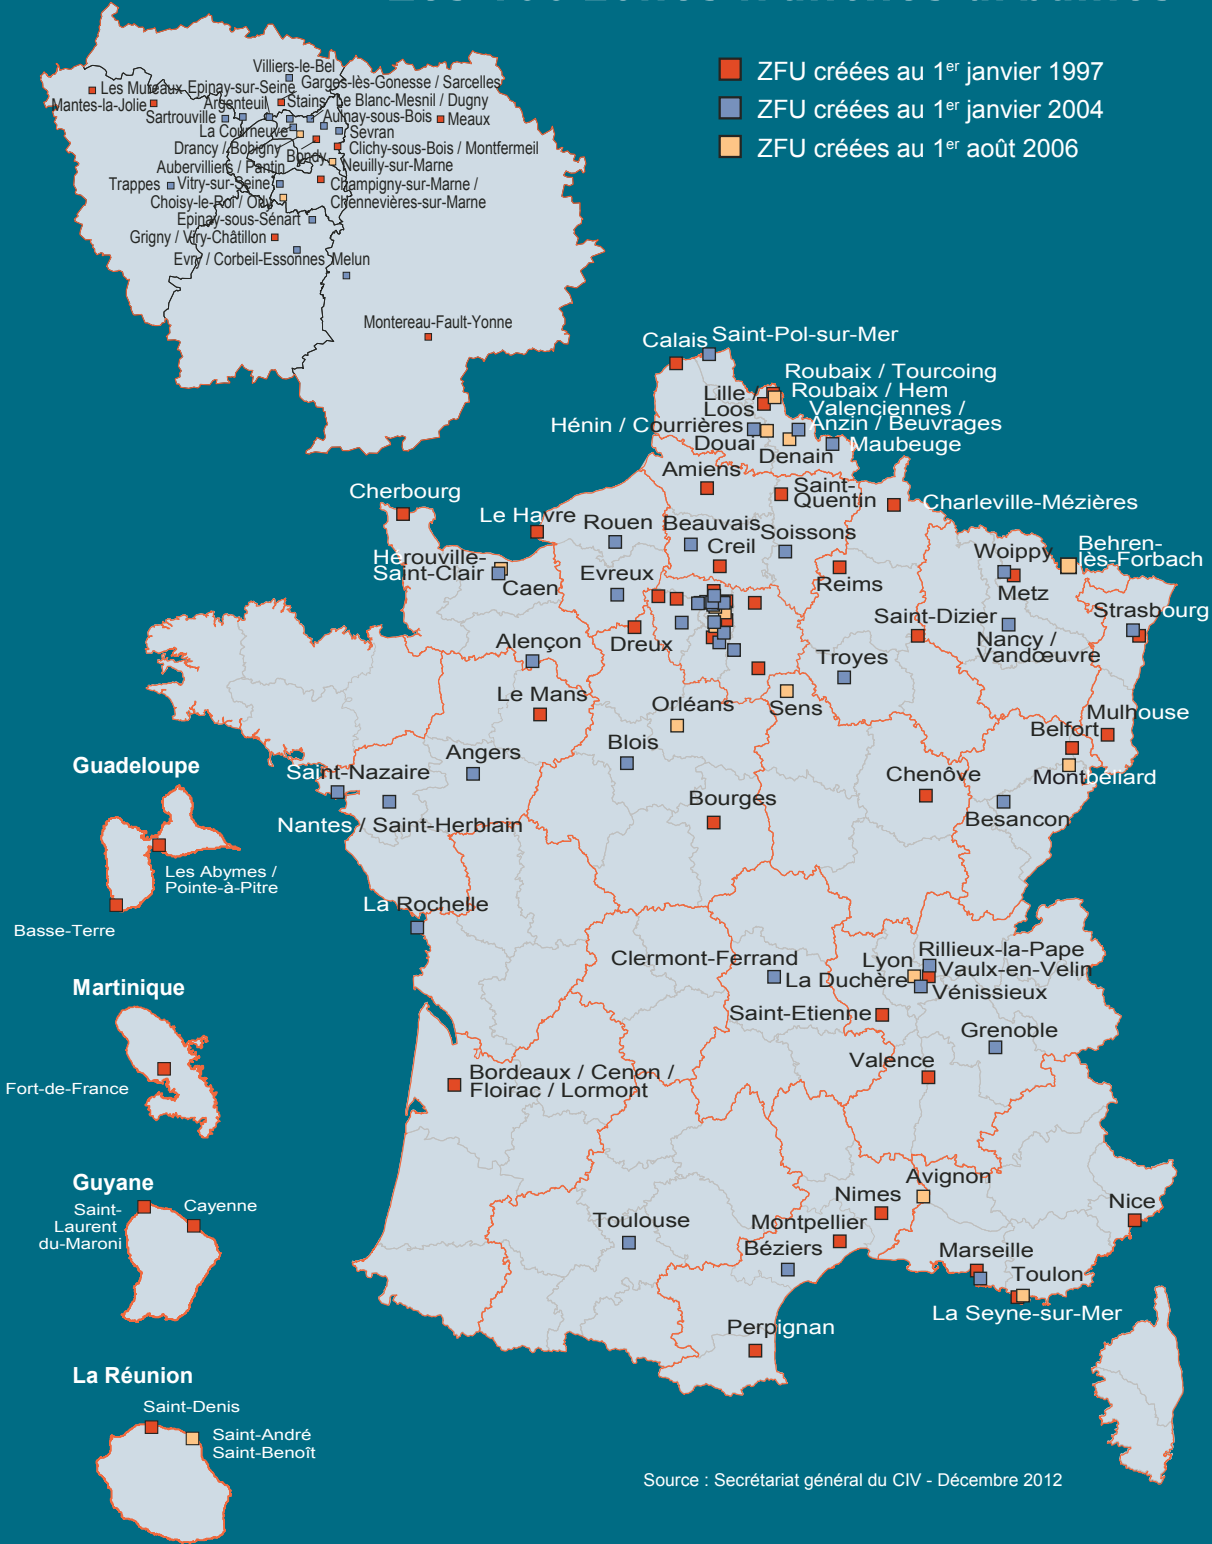 Les 100 zones franches urbaines
ZFU créées au 1er janvier 1997
ZFU créées au 1er janvier 2004
ZFU créées au 1er août 2006
Villiers-le-Bel
Garges-lès-Gonesse / Sarcelles
Les Mureaux
Epinay-sur-Seine
Mantes-la-Jolie
Argenteuil
Stains
Le Blanc-Mesnil / Dugny
Sartrouville
Aulnay-sous-Bois
Meaux
La Courneuve
Sevran
Drancy / Bobigny
Bondy
Clichy-sous-Bois / Montfermeil
Aubervilliers / Pantin
Neuilly-sur-Marne
Trappes
Vitry-sur-Seine
Champigny-sur-Marne /
Chennevières-sur-Marne
Choisy-le-Roi / Orly
Epinay-sous-Sénart
Grigny / Viry-Châtillon
Evry / Corbeil-Essonnes
Melun
Montereau-Fault-Yonne
Calais
Saint-Pol-sur-Mer
Roubaix / Tourcoing
Roubaix / Hem
Lille /
Loos
Valenciennes /
Anzin / Beuvrages
Hénin / Courrières
Douai
Denain
Maubeuge
Amiens
Saint-
Quentin
Charleville-Mézières
Cherbourg
Le Havre
Rouen
Beauvais
Soissons
Creil
Hérouville-
Saint-Clair
Caen
Evreux
Reims
Woippy
Metz
Behren-
lès-Forbach
Strasbourg
Saint-Dizier
Nancy /
Vandœuvre
Alençon
Dreux
Troyes
Le Mans
Orléans
Sens
Mulhouse
Belfort
Montbéliard
Angers
Blois
Saint-Nazaire
Nantes / Saint-Herblain
Bourges
Chenôve
Besancon
Guadeloupe
Les Abymes /
Pointe-à-Pitre
Basse-Terre
La Rochelle
Clermont-Ferrand
Lyon
La Duchère
Rillieux-la-Pape
Vaulx-en-Velin
Vénissieux
Saint-Etienne
Grenoble
Valence
Martinique
Fort-de-France
Bordeaux / Cenon /
Floirac / Lormont
Guyane
Saint-
Laurent
du-Maroni
Cayenne
Avignon
Nimes
Nice
Toulouse
Montpellier
Béziers
Marseille
Toulon
La Seyne-sur-Mer
Perpignan
La Réunion
Saint-Denis
Saint-André
Saint-Benoît
Source : Secrétariat général du CIV - Décembre 2012